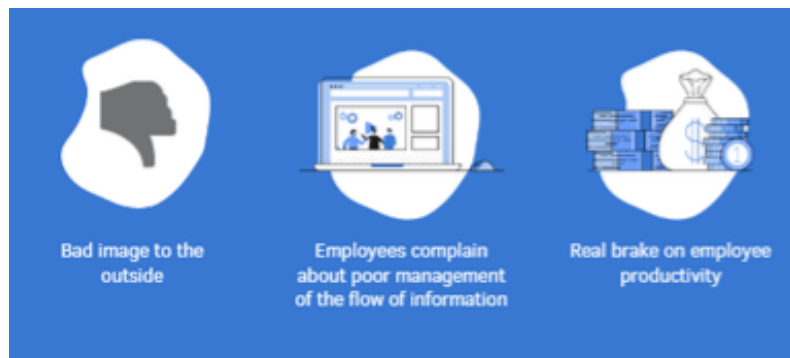 Bad image to the
outside
Employees complain
about poor management
of the flow of information
$
1
Real brake on employee
productivity